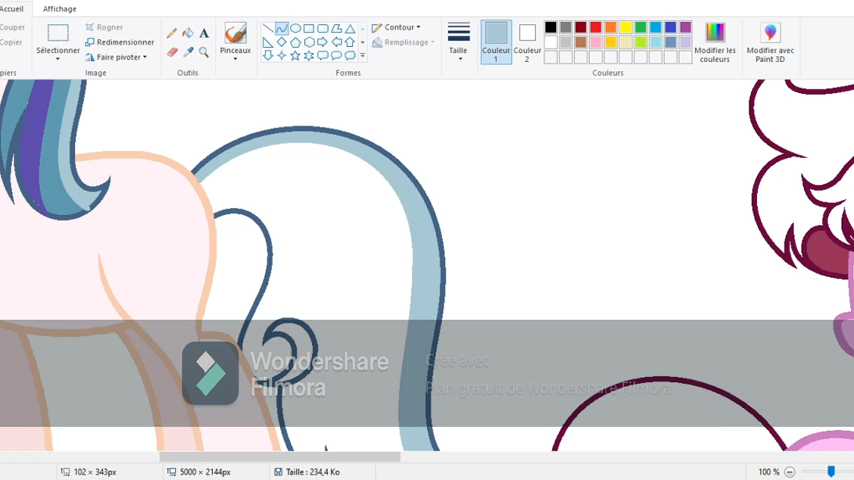 Accueil Affichage
Couper
Copier
piers
Sélectionner
Rogner
Redimensionner
Faire pivoter
Image
A
Outils
Pinceaux
Contour
Remplissage
Formes
Taille
Couleur
1
Couleur
2
Couleurs
Modifier les
couleurs
Modifier avec
Paint 3D
Wondershare
Filmora
Créé avec
Plan gratuit de Wondershare Filmora
102 × 343px
5000 × 2144px
Taille : 234,4 Ko
100 %